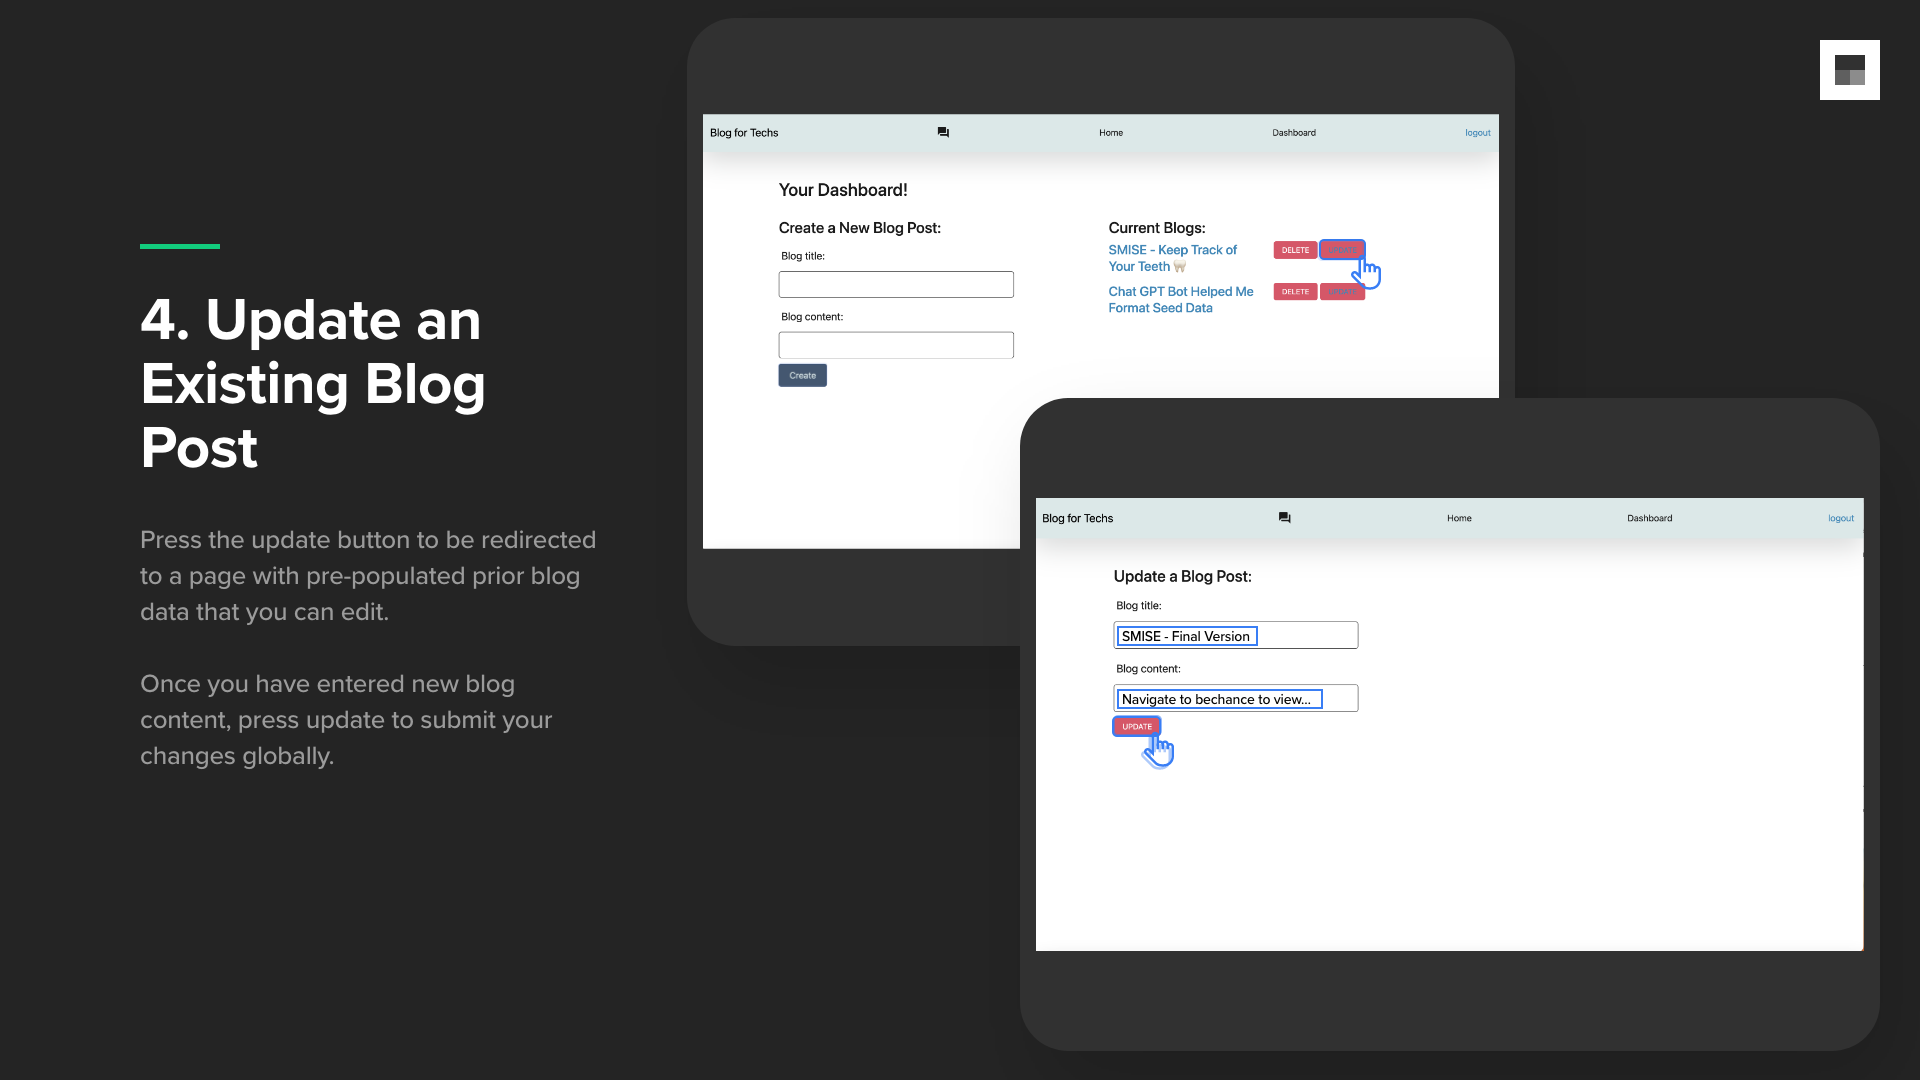 4. Update an
Existing Blog
Post
Press the update button to be redirected
to a page with pre-populated prior blog
data that you can edit.
Once you have entered new blog
content, press update to submit your
changes globally.
Blog for Techs
Home
Dashboard
logout
Your Dashboard!
Create a New Blog Post:
Blog title:
Blog content:
Create
Current Blogs:
SMISE - Keep Track of
Your Teeth 🦷
DELETE
Chat GPT Bot Helped Me
Format Seed Data
DELETE
Blog for Techs
Home
Dashboard
logout
Update a Blog Post:
Blog title:
SMISE - Final Version
Blog content:
Navigate to bechance to view...
UPDATE